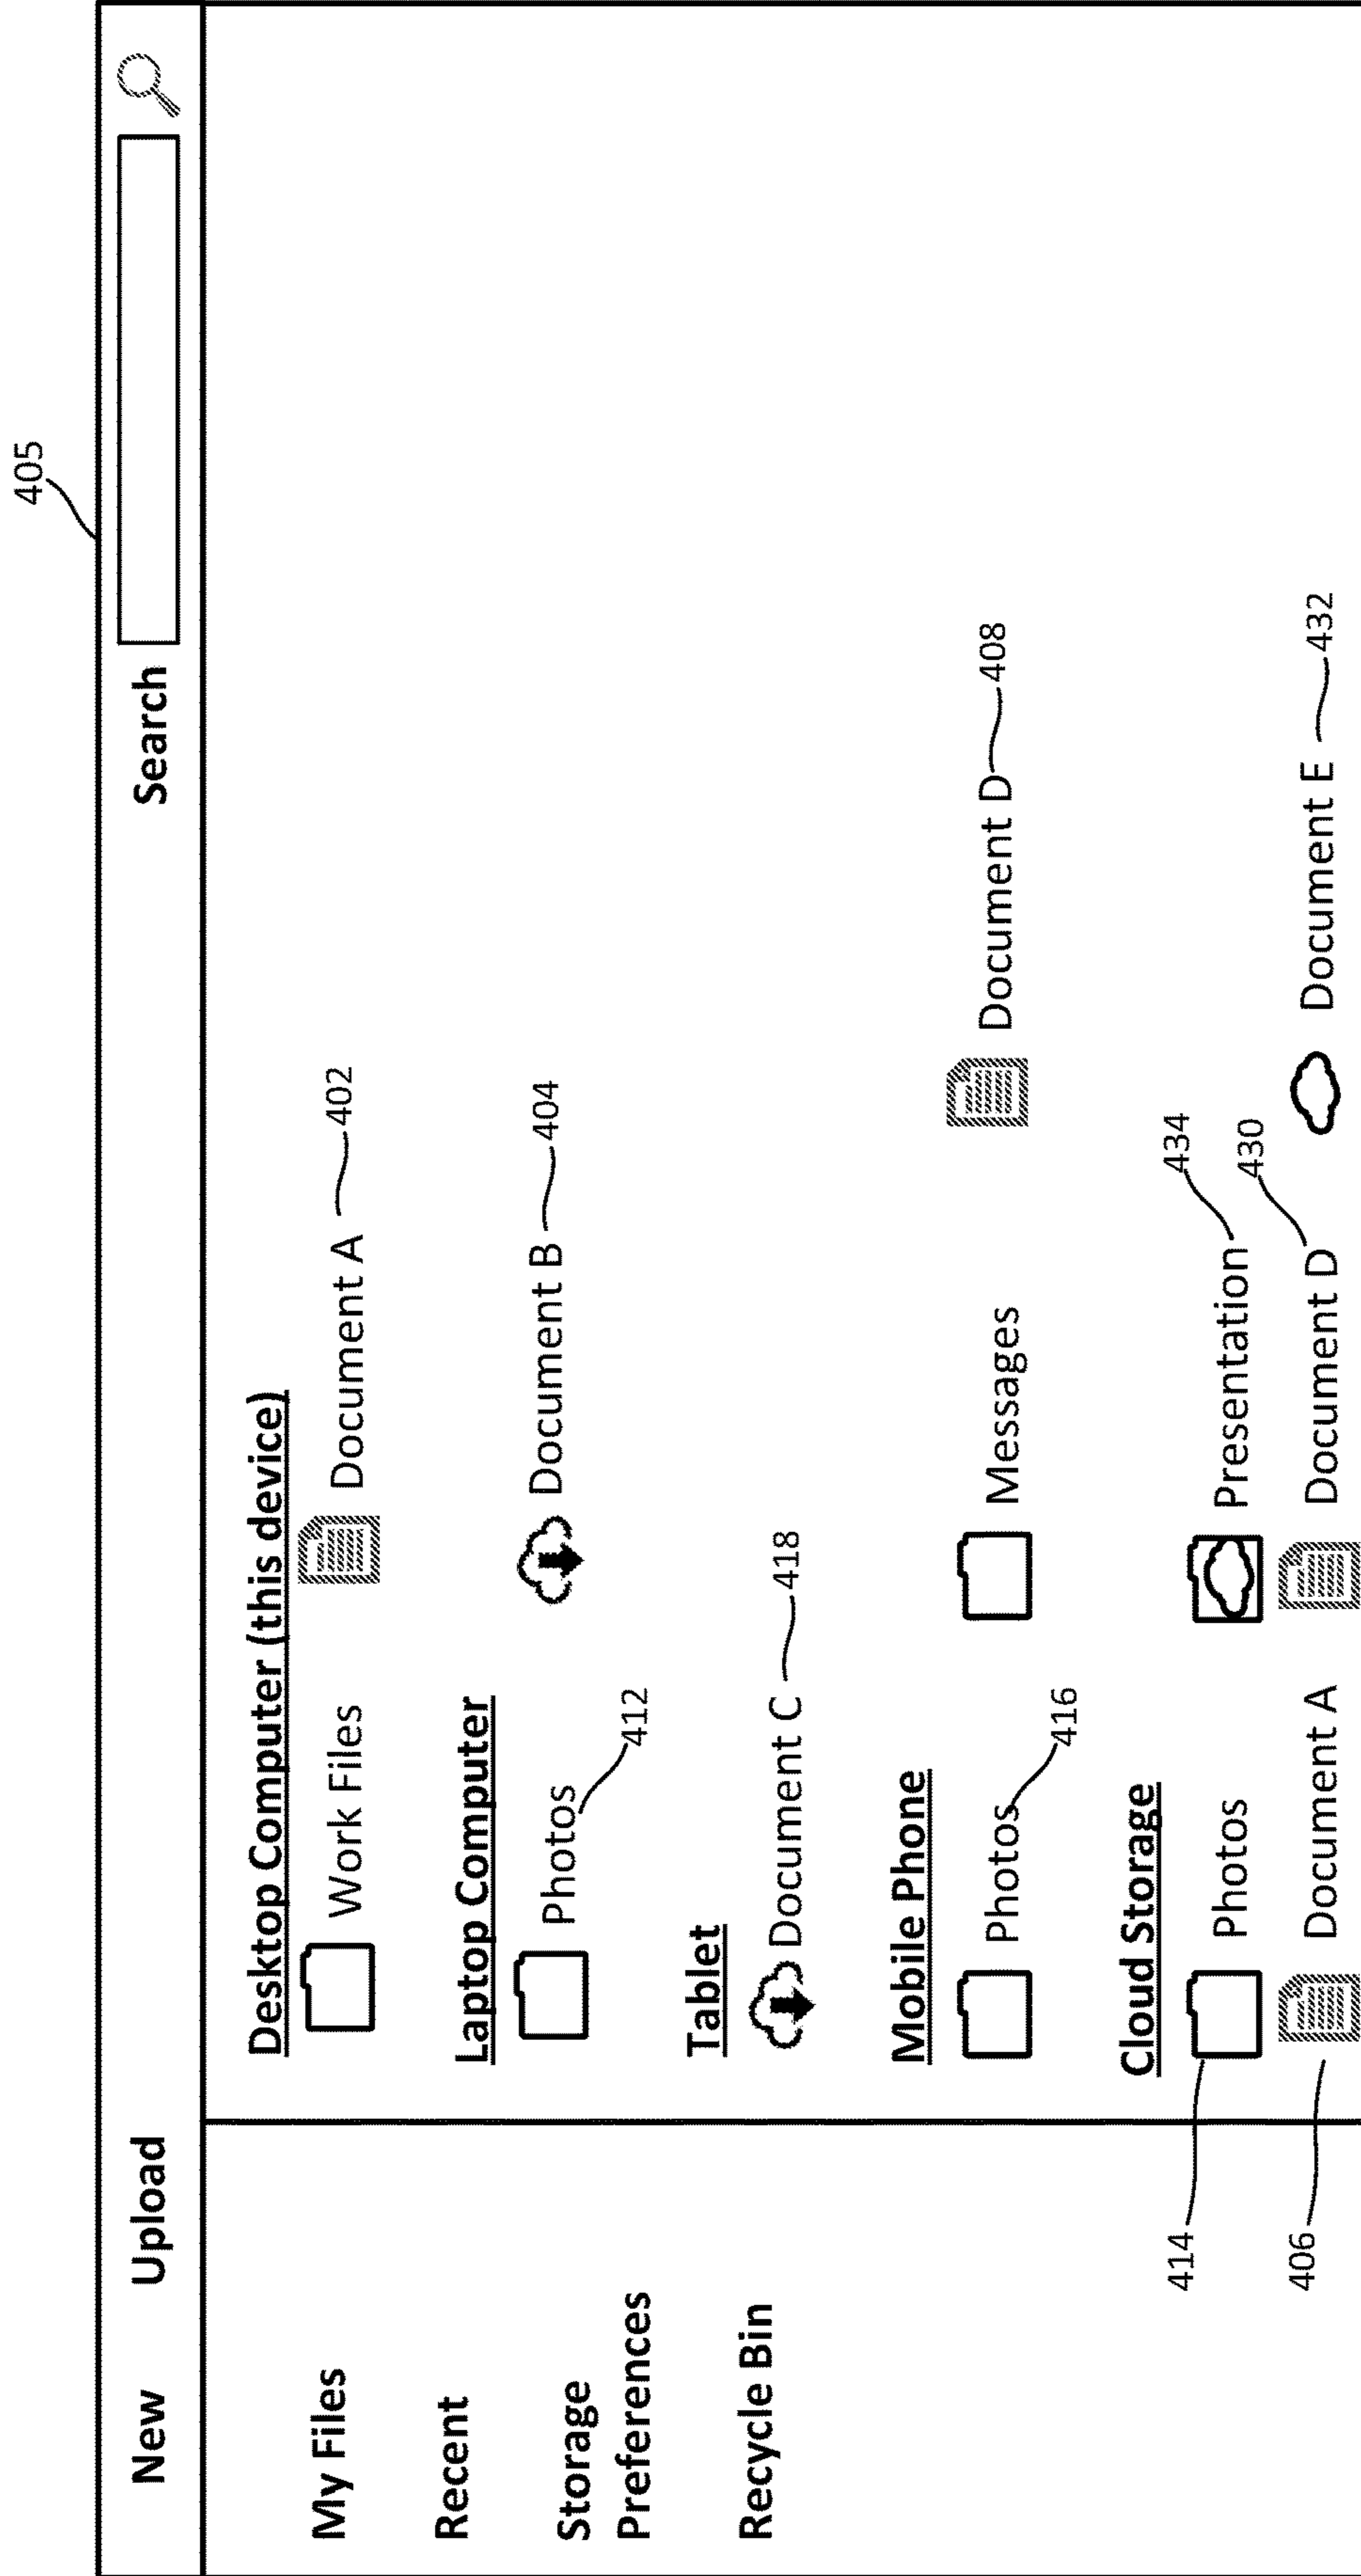 405
New Upload Search
My Files
Recent
Storage
Preferences
Recycle Bin
Desktop Computer (this device)
Work Files Document A 402
Laptop Computer
Photos Document B 404
412
Tablet
Document C 418
Mobile Phone
Photos Messages Document D 408
416
Cloud Storage
414 Photos Presentation 434
430
406 Document A Document D Document E 432